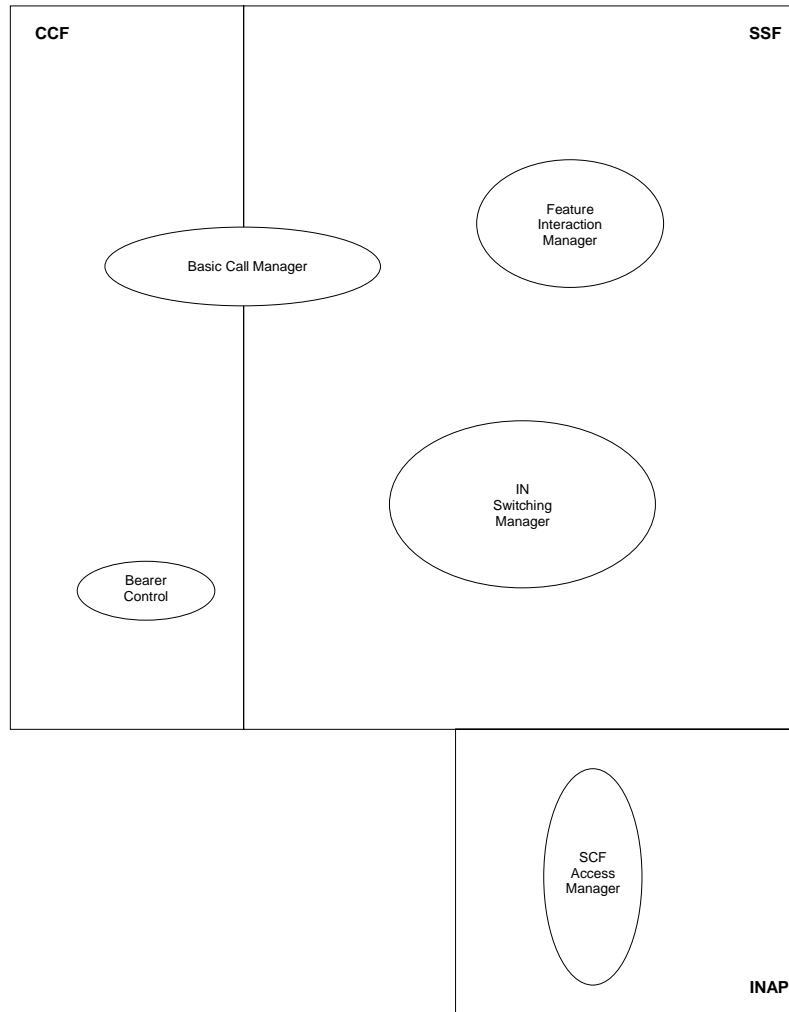 CCF
SSF
Feature
Interaction
Manager
Basic Call Manager
IN
Switching
Manager
Bearer
Control
SCF
Access
Manager
INAP